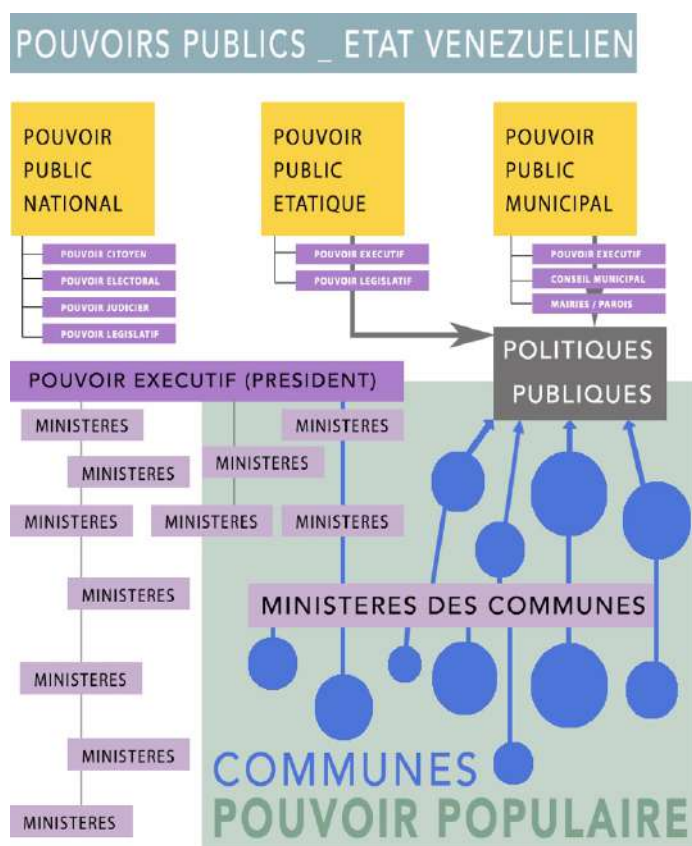 POUVOIRS PUBLICS _ ETAT VENEZUELIEN
POUVOIR
PUBLIC
NATIONAL
POUVOIR CITOYEN
POUVOIR ELECTORAL
POUVOIR JUDICIER
POUVOIR LEGISLATIF
POUVOIR
PUBLIC
ETATIQUE
POUVOIR EXECUTIF
POUVOIR LEGISLATIF
POUVOIR
PUBLIC
MUNICIPAL
POUVOIR EXECUTIF
CONSEIL MUNICIPAL
MAIRIES / PAROIS
POLITIQUES
PUBLIQUES
POUVOIR EXECUTIF (PRESIDENT)
MINISTERES
MINISTERES
MINISTERES
MINISTERES
MINISTERES
MINISTERES
MINISTERES
MINISTERES
MINISTERES
MINISTERES
MINISTERES
MINISTERES DES COMMUNES
COMMUNES
POUVOIR POPULAIRE